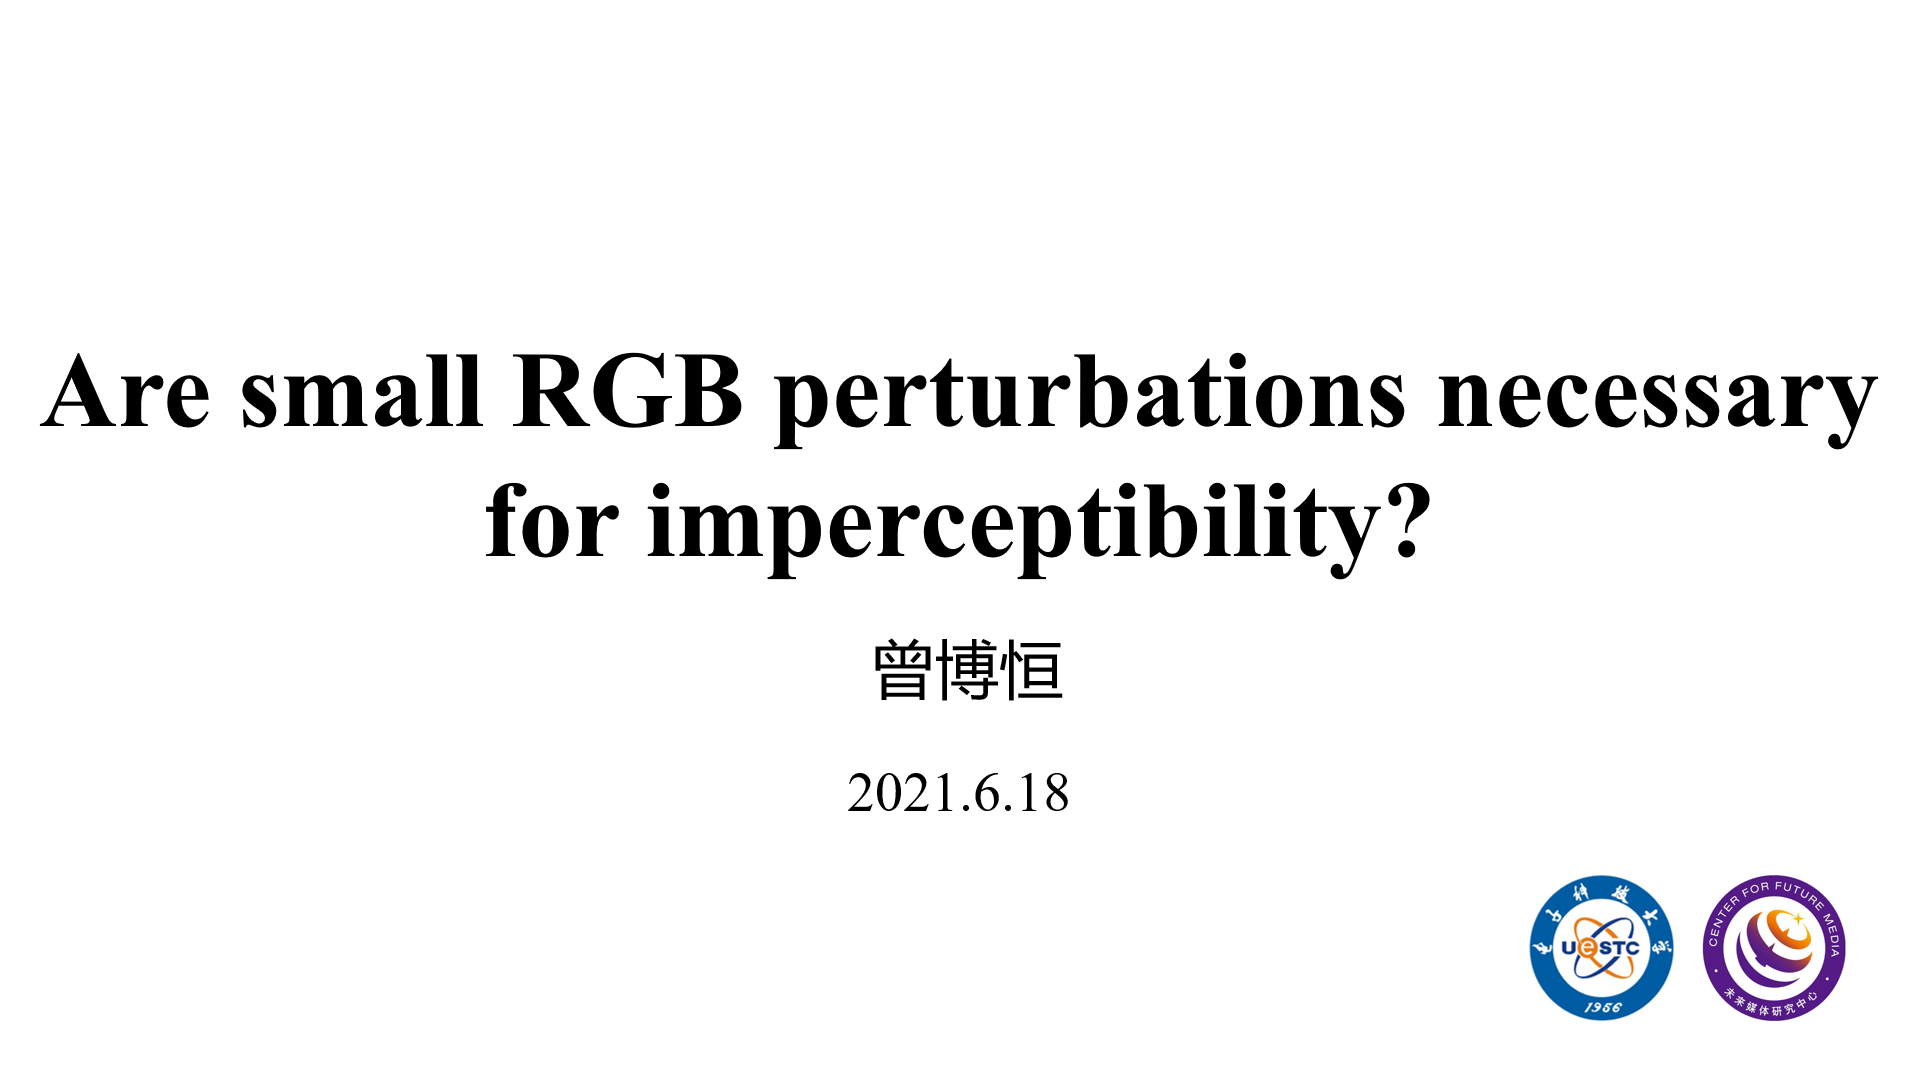 Are small RGB perturbations necessary
for imperceptibility?
曾博恒
2021.6.18
电子科技大学
UeSTC
1956
CENTER FOR FUTURE MEDIA
未来媒体研究中心